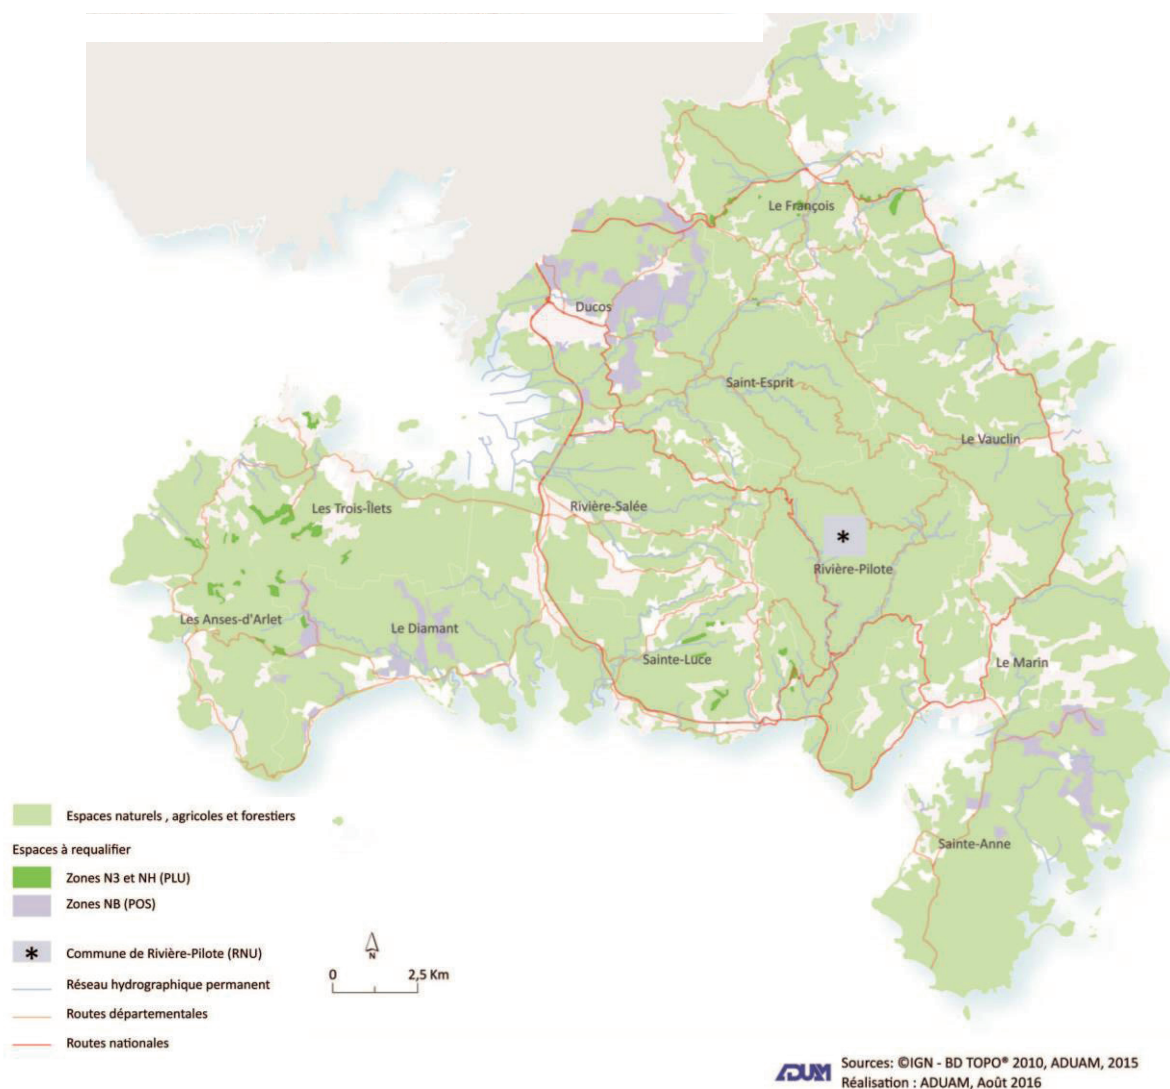 Le François
Ducos
Saint-Esprit
Le Vauclin
Les Trois-Îlets
Rivière-Salée
*
Rivière-Pilote
Les Anses-d'Arlet
Le Diamant
Sainte-Luce
Le Marin
Sainte-Anne
Espaces naturels , agricoles et forestiers
Espaces à requalifier
Zones N3 et NH (PLU)
Zones NB (POS)
* Commune de Rivière-Pilote (RNU)
Réseau hydrographique permanent
Routes départementales
Routes nationales
N
0 2,5 Km
ADUAM
Sources: ©IGN - BD TOPO® 2010, ADUAM, 2015
Réalisation : ADUAM, Août 2016